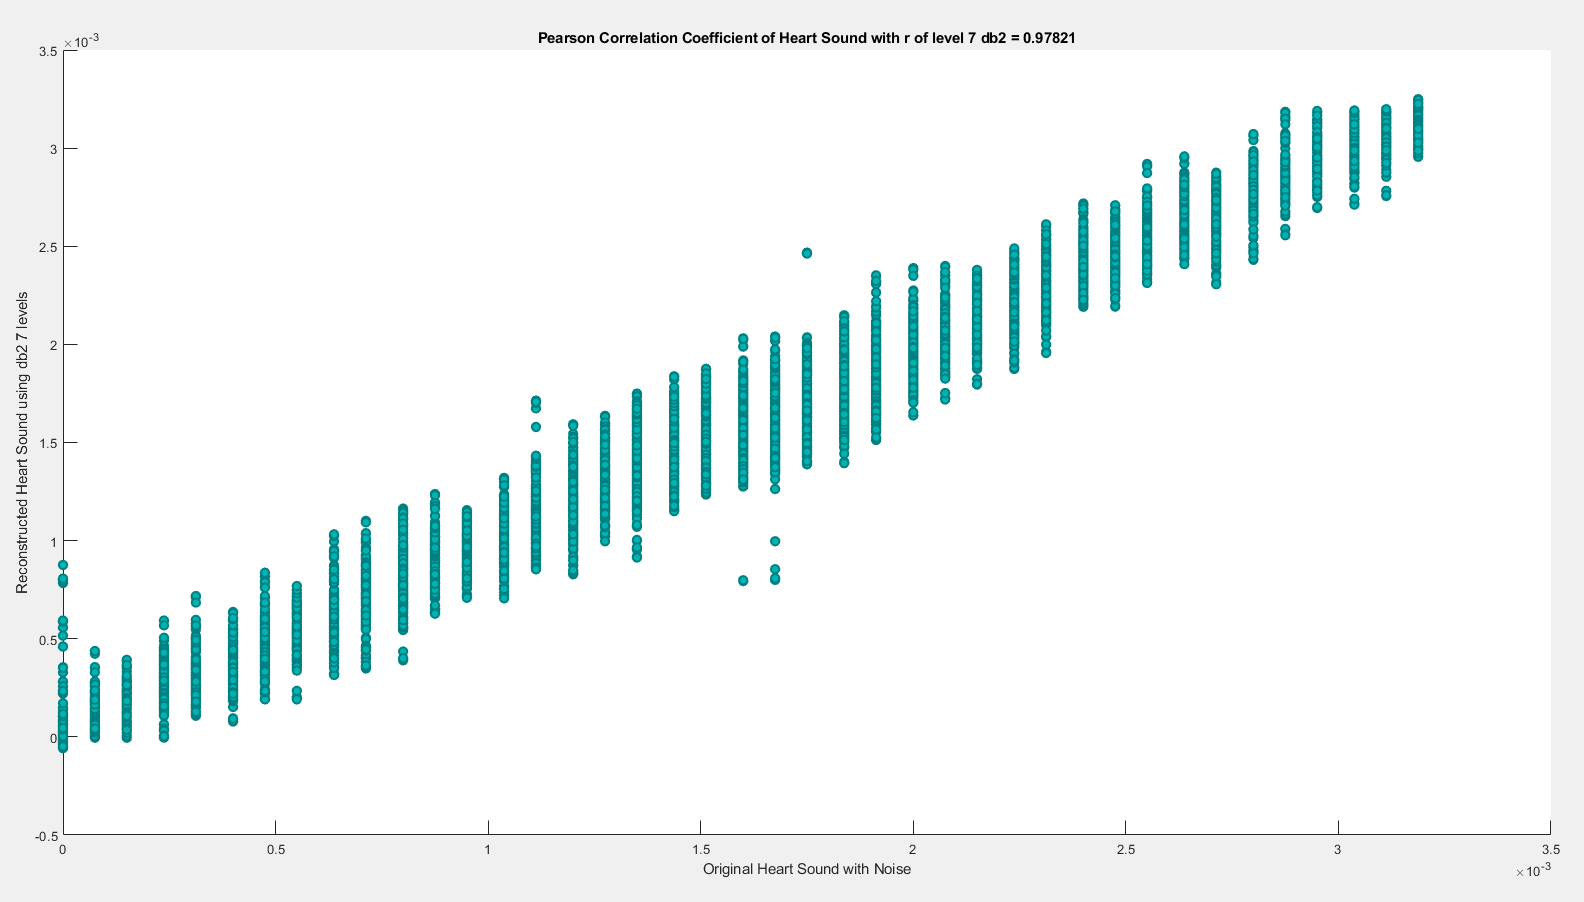 Pearson Correlation Coefficient of Heart Sound with r of level 7 db2 = 0.97821
×10-3
3.5
3
2.5
2
1.5
1
0.5
0
-0.5
Reconstructed Heart Sound using db2 7 levels
0 0.5 1 1.5 2 2.5 3 3.5
Original Heart Sound with Noise
×10-3